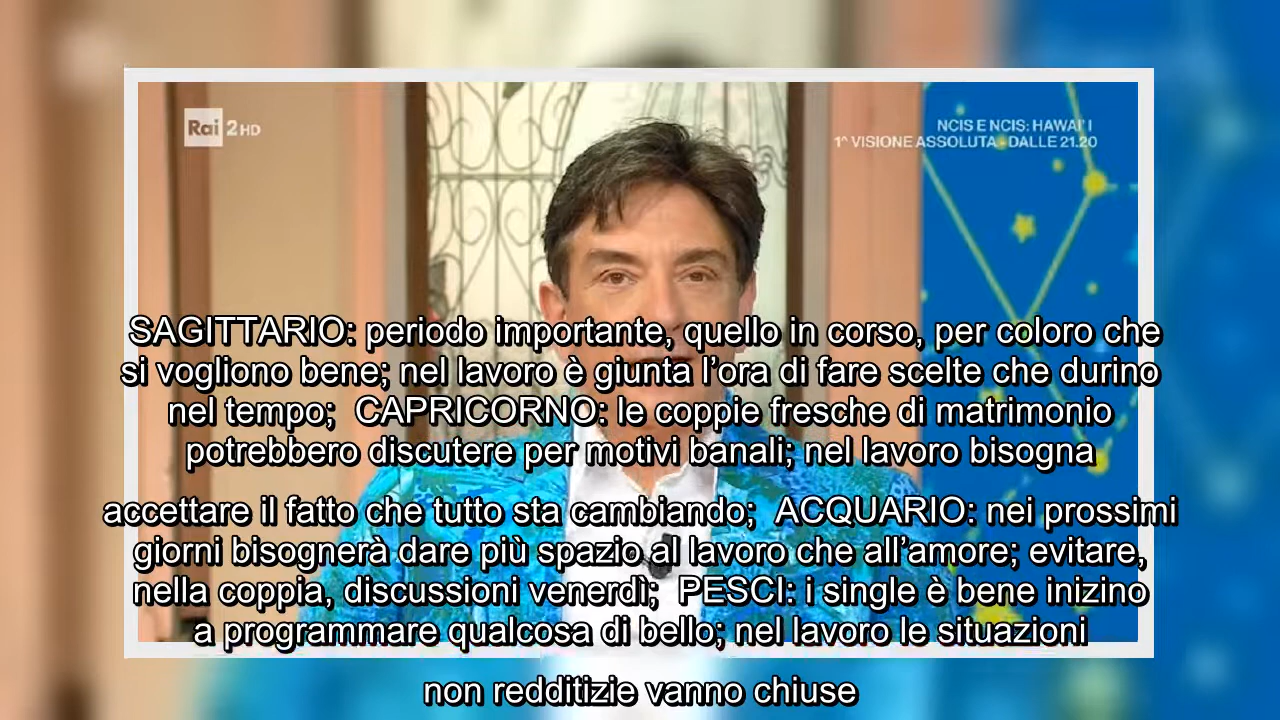 Rai 2 HD
NCIS E NCIS: HAWAI'I
1^ VISIONE ASSOLUTA - DALLE 21.20
SAGITTARIO: periodo importante, quello in corso, per coloro che
si vogliono bene; nel lavoro è giunta l’ora di fare scelte che durino
nel tempo;  CAPRICORNO: le coppie fresche di matrimonio
potrebbero discutere per motivi banali; nel lavoro bisogna
accettare il fatto che tutto sta cambiando;  ACQUARIO: nei prossimi
giorni bisognerà dare più spazio al lavoro che all’amore; evitare,
nella coppia, discussioni venerdì;  PESCI: i single è bene inizino
a programmare qualcosa di bello; nel lavoro le situazioni
non redditizie vanno chiuse